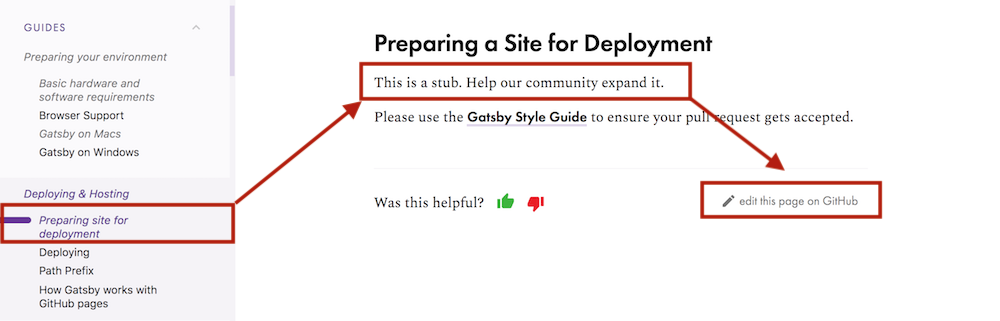 GUIDES
Preparing your environment
Basic hardware and
software requirements
Browser Support
Gatsby on Macs
Gatsby on Windows
Deploying & Hosting
Preparing site for
deployment
Deploying
Path Prefix
How Gatsby works with
GitHub pages
Preparing a Site for Deployment
This is a stub. Help our community expand it.
Please use the Gatsby Style Guide to ensure your pull request gets accepted.
Was this helpful?
edit this page on GitHub